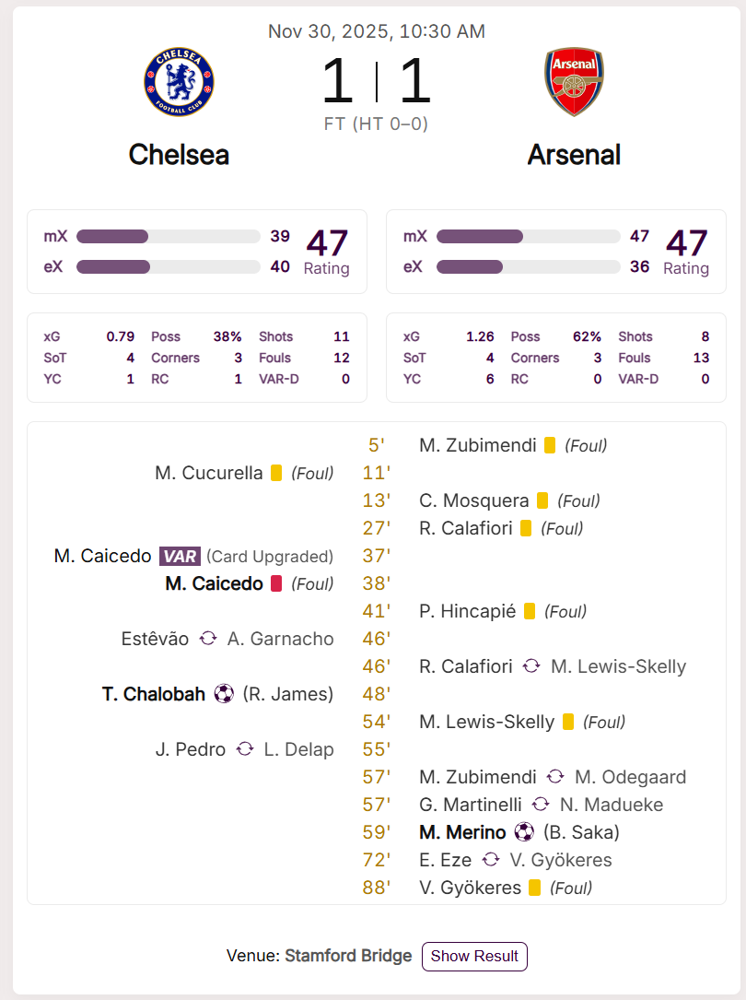 Nov 30, 2025, 10:30 AM
CHELSEA
FOOTBALL CLUB
1 | 1
Arsenal
FT (HT 0–0)
Chelsea
Arsenal
mX 39
eX 40
47
Rating
mX 47
eX 36
47
Rating
xG 0.79 Poss 38% Shots 11
SoT 4 Corners 3 Fouls 12
YC 1 RC 1 VAR-D 0
xG 1.26 Poss 62% Shots 8
SoT 4 Corners 3 Fouls 13
YC 6 RC 0 VAR-D 0
5' M. Zubimendi (Foul)
M. Cucurella (Foul) 11'
13' C. Mosquera (Foul)
27' R. Calafiori (Foul)
M. Caicedo VAR (Card Upgraded) 37'
M. Caicedo (Foul) 38'
41' P. Hincapié (Foul)
Estêvão A. Garnacho 46'
46' R. Calafiori M. Lewis-Skelly
T. Chalobah (R. James) 48'
54' M. Lewis-Skelly (Foul)
J. Pedro L. Delap 55'
57' M. Zubimendi M. Odegaard
57' G. Martinelli N. Madueke
59' M. Merino (B. Saka)
72' E. Eze V. Gyökeres
88' V. Gyökeres (Foul)
Venue: Stamford Bridge Show Result